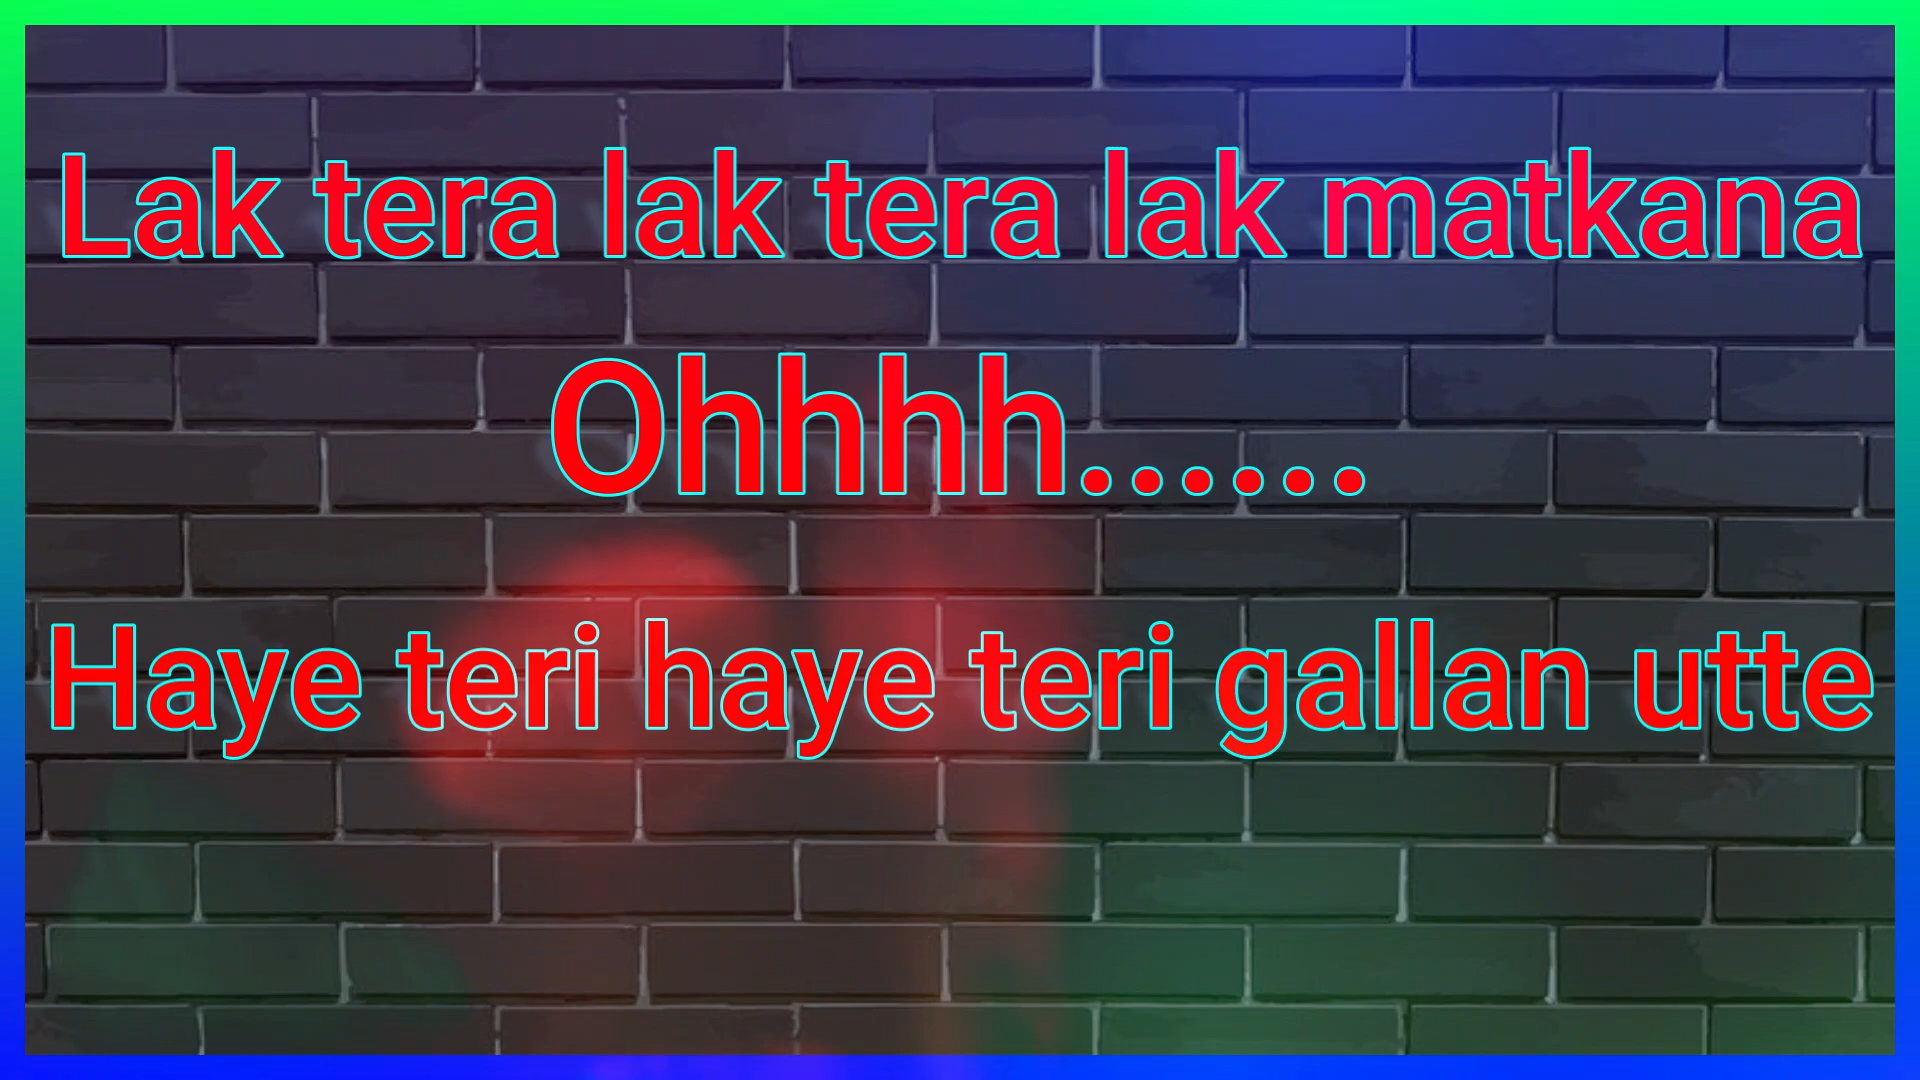 Lak tera lak tera lak matkana
Ohhhh......
Haye teri haye teri gallan utte